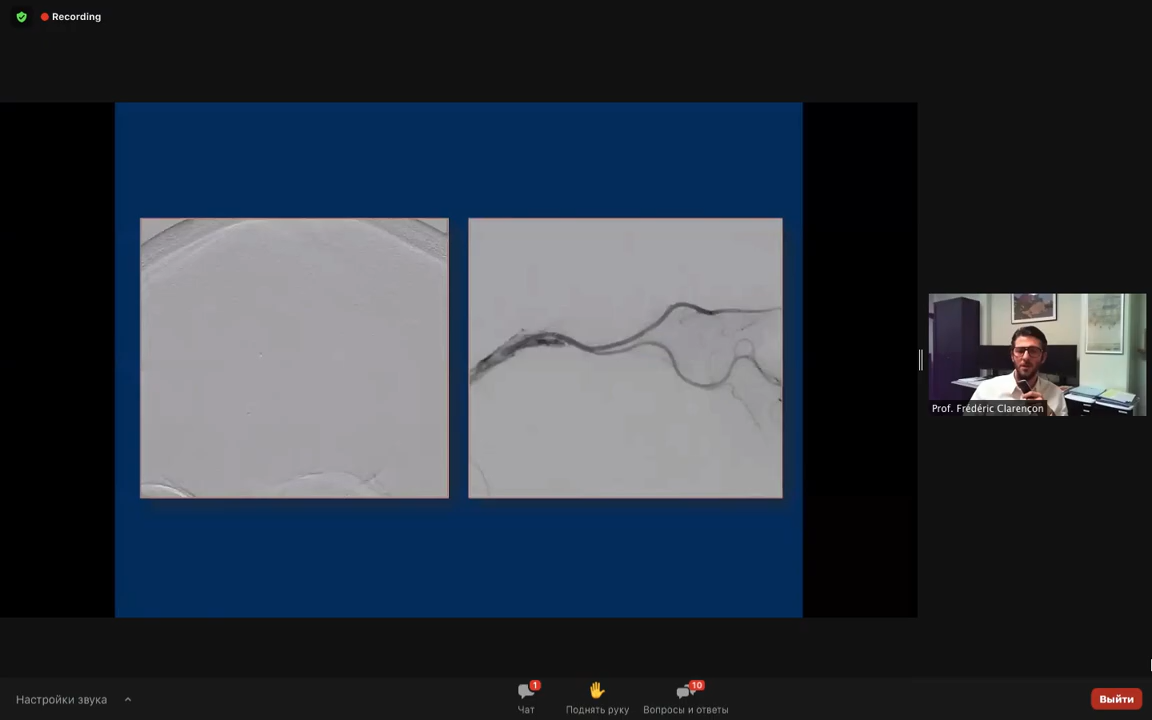 Recording
Prof. Frédéric Clarençon
Настройки звука
1
Чат
Поднять руку
10
Вопросы и ответы
Выйти